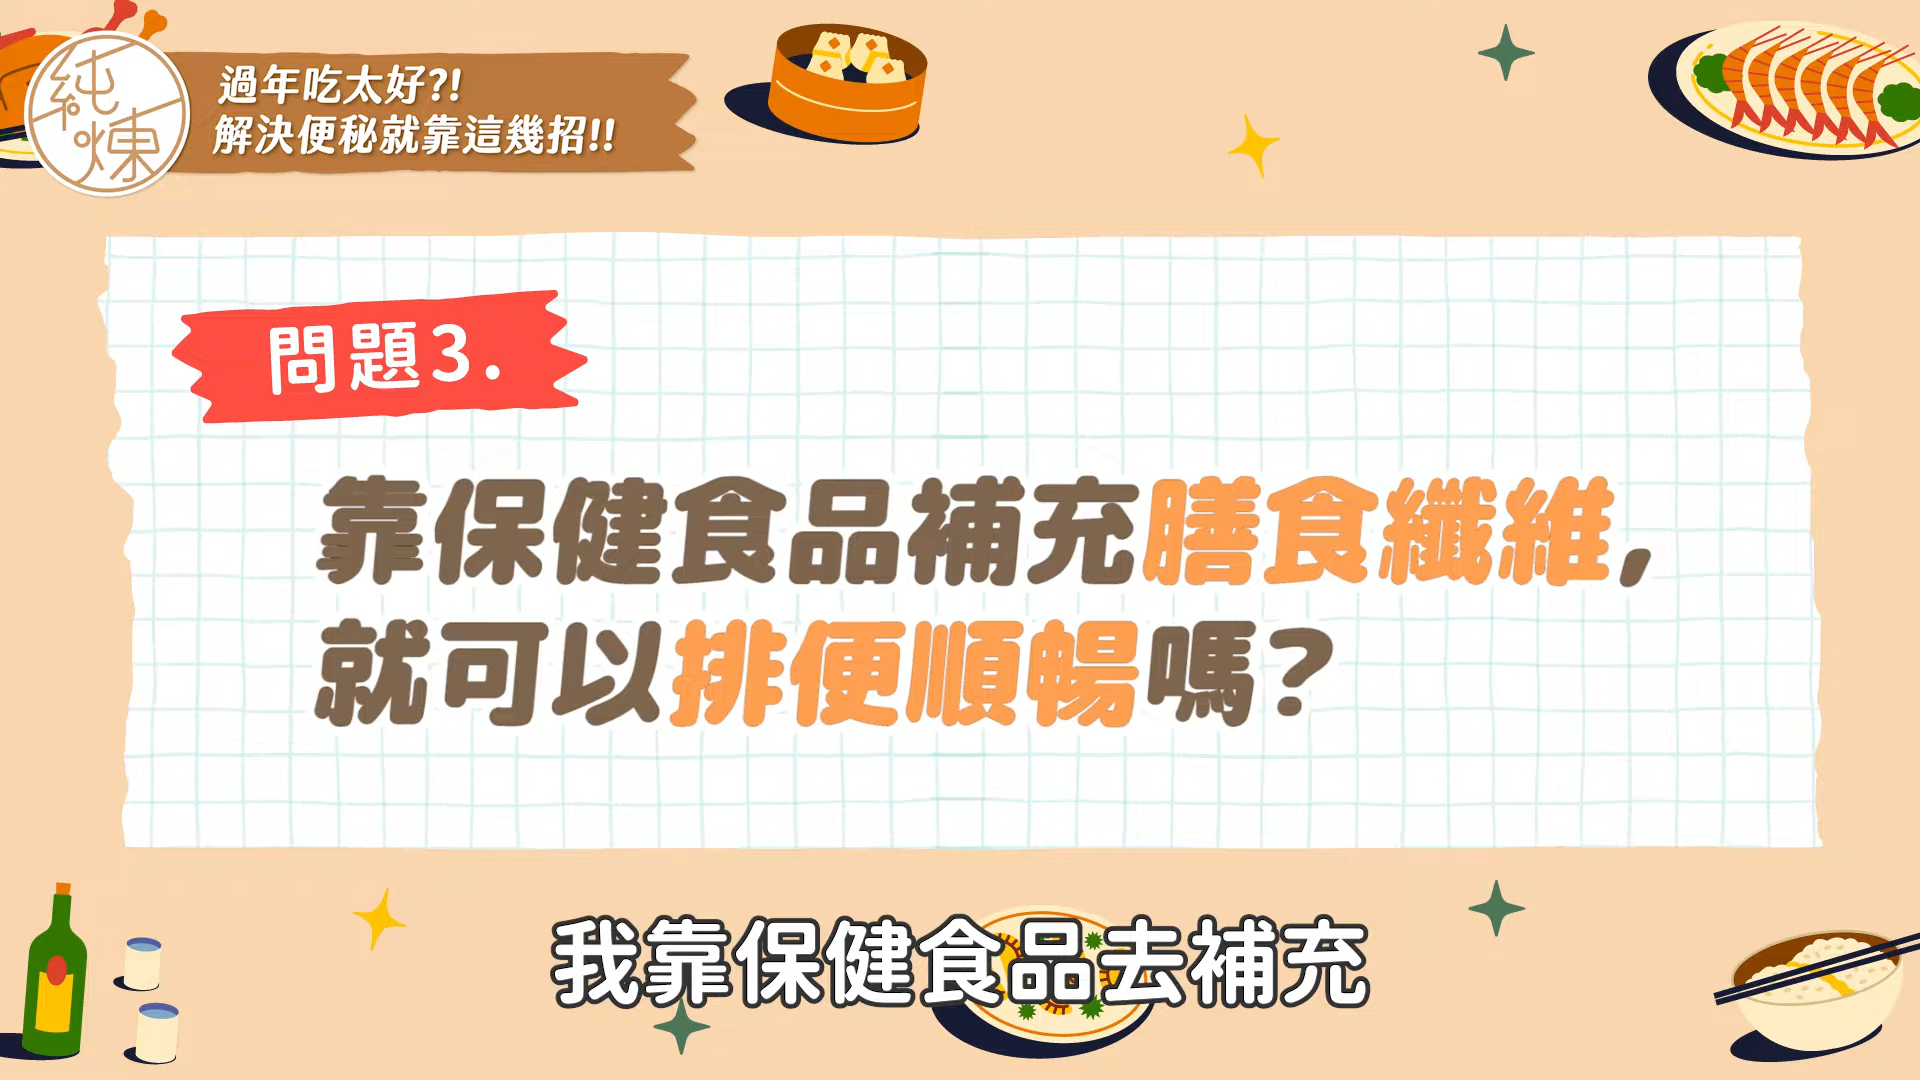 純煉
過年吃太好?!
解決便秘就靠這幾招!!
問題3.
靠保健食品補充膳食纖維,
就可以排便順暢嗎?
我靠保健食品去補充